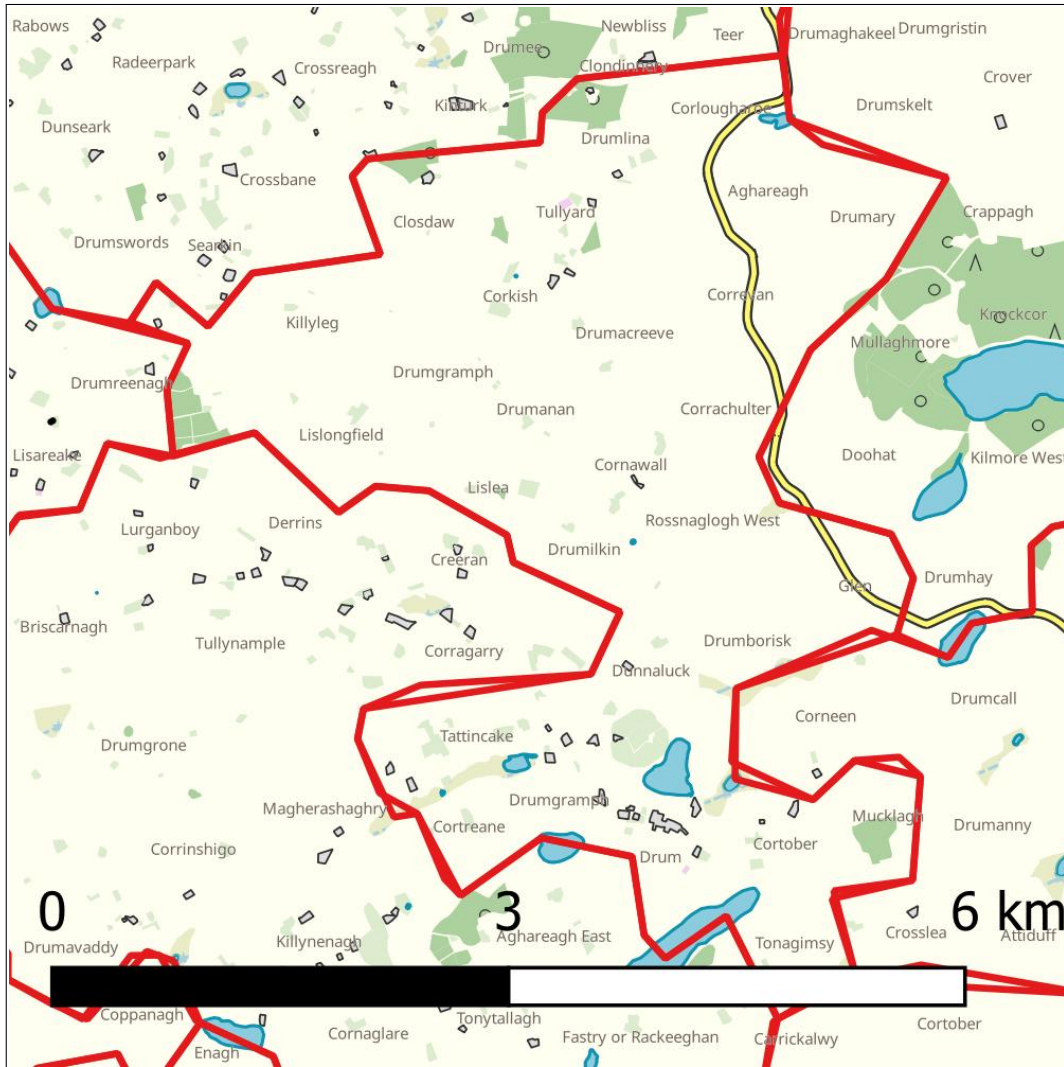 Rabows
Newbliss
Teer
Drumaghakeel
Drumgristin
Drumee
Radeerpark
Crossreagh
Clondinnery
Crover
Kinturk
Corlougharoe
Drumskelt
Dunseark
Drumlina
Crossbane
Aghareagh
Tullyard
Drumary
Crappagh
Closdaw
Drumswords
Searkin
Corkish
Correvan
Killyleg
Knockcor
Drumacreeve
Mullaghmore
Drumgramph
Drumreenagh
Drumanan
Corrachulter
Lislongfield
Lisareake
Doohat
Kilmore West
Cornawall
Lislea
Rossnaglogh West
Derrins
Lurganboy
Drumilkin
Creeran
Drumhay
Glen
Briscarnagh
Tullynample
Drumborisk
Corragarry
Dunnaluck
Drumcall
Corneen
Tattincake
Drumgrone
Drumgramph
Magherashaghry
Mucklagh
Drumanny
Cortreane
Cortober
Corrinshigo
Drum
0
3
6 km
Crosslea
Attiduff
Aghareagh East
Killynenagh
Tonagimsy
Drumavaddy
Coppanagh
Tonytallagh
Cortober
Cornaglare
Fastry or Rackeeghan
Carrickalwy
Enagh